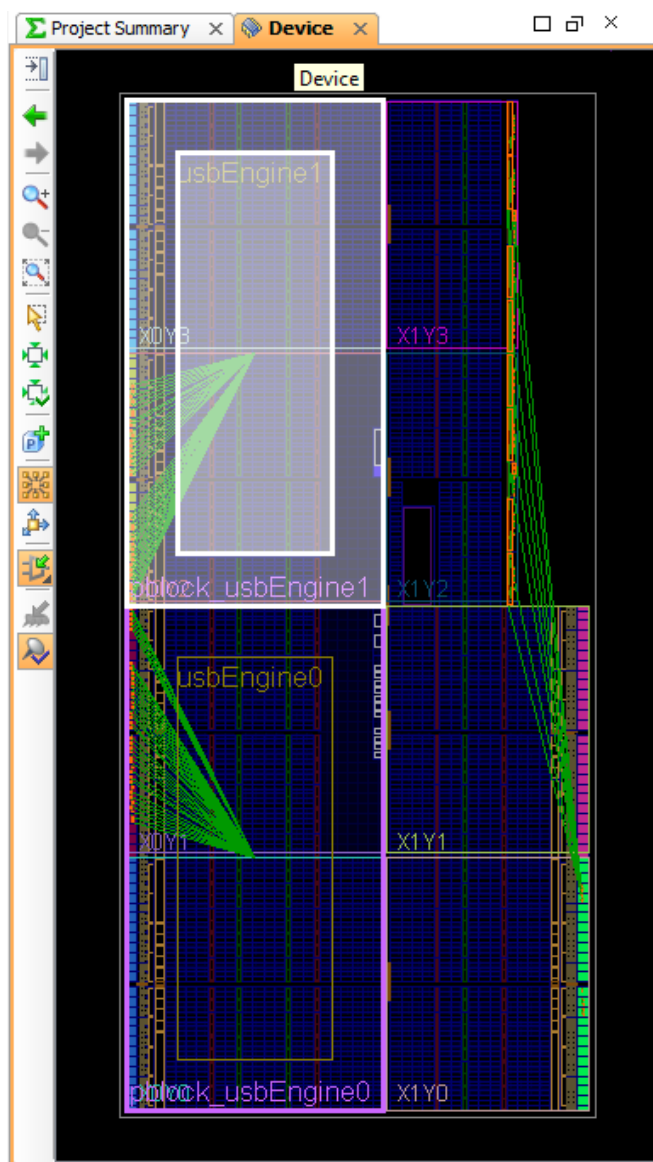 Project Summary
Device
Device
usbEngine1
X0Y3
X1Y3
pblock_usbEngine1
X1Y2
usbEngine0
X0Y1
X1Y1
pblock_usbEngine0
X1Y0